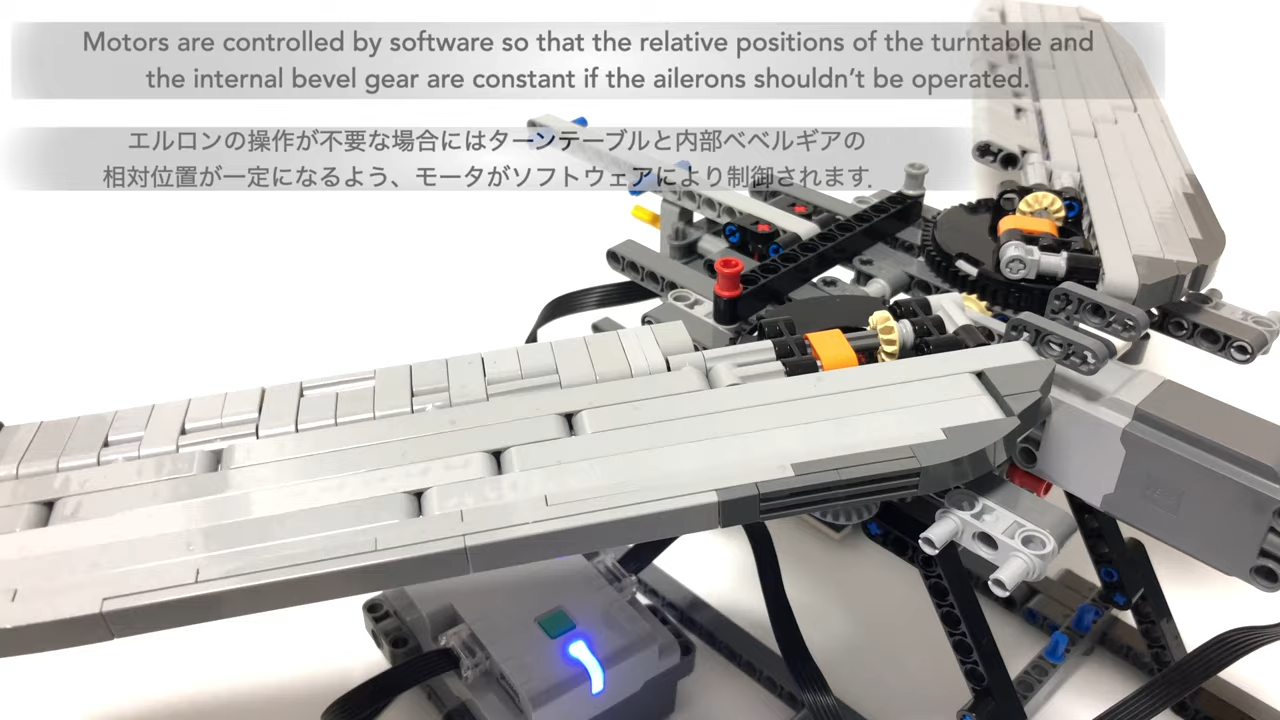 Motors are controlled by software so that the relative positions of the turntable and
the internal bevel gear are constant if the ailerons shouldn't be operated.
エルロンの操作が不要な場合にはターンテーブルと内部ベベルギアの
相対位置が一定になるよう、モータがソフトウェアにより制御されます.